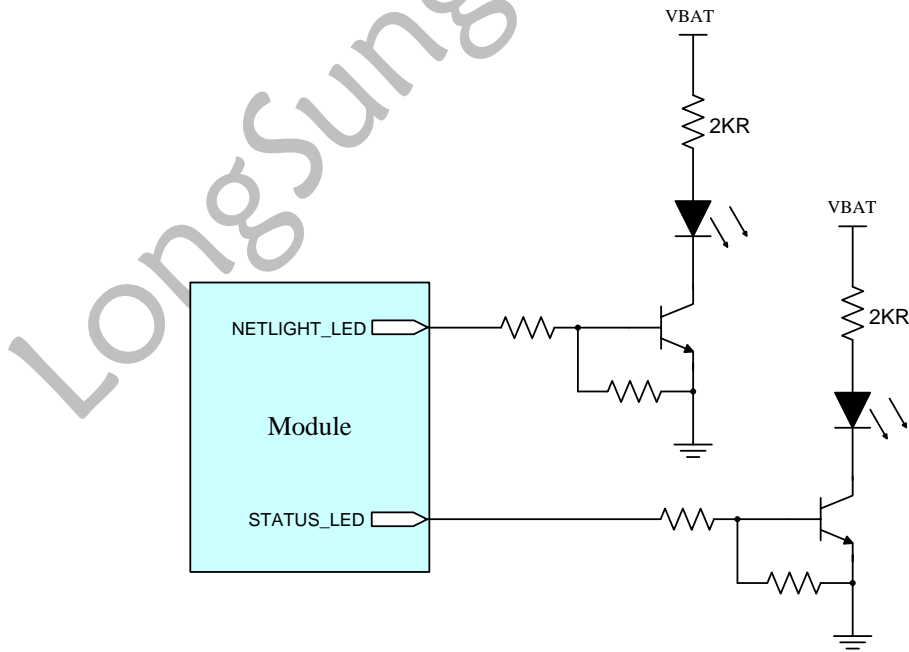 VBAT
2KR
VBAT
2KR
NETLIGHT_LED
Module
STATUS_LED
LongSung